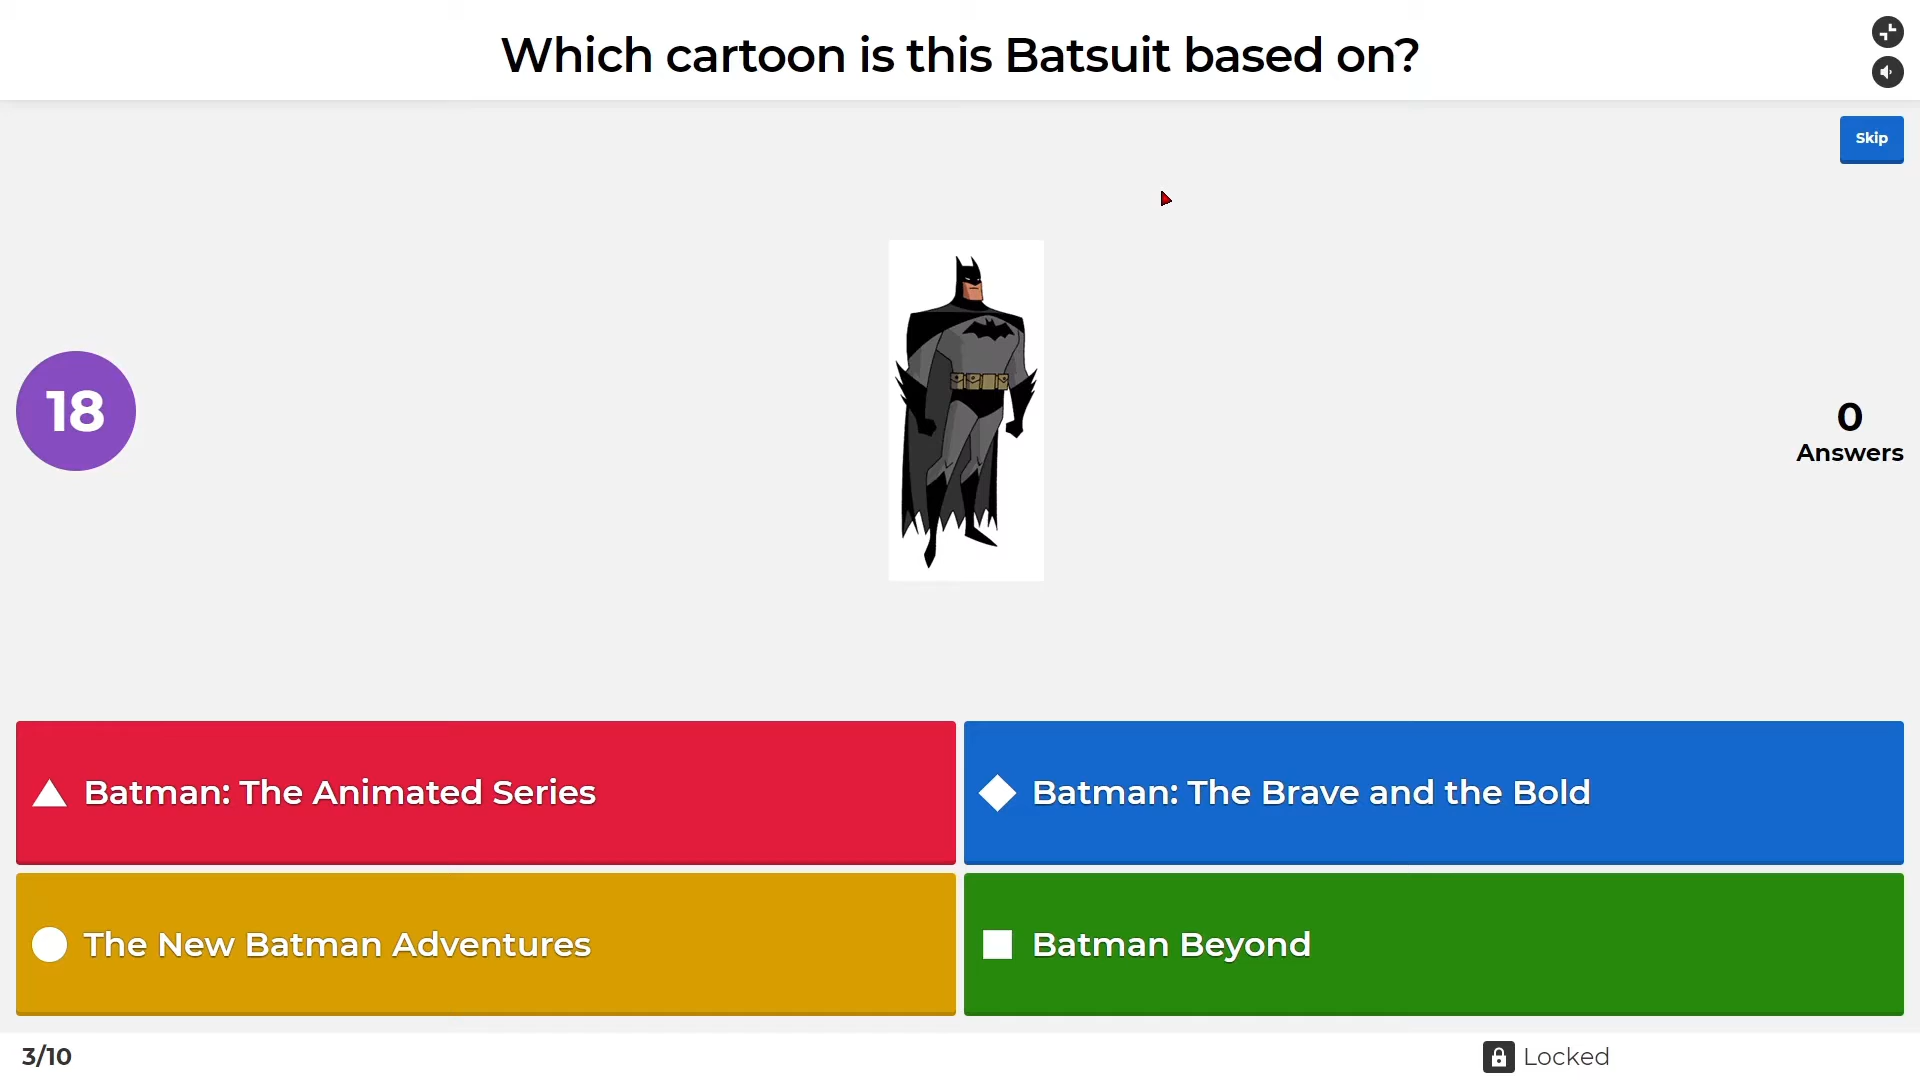 Which cartoon is this Batsuit based on?
Skip
18
0
Answers
Batman: The Animated Series
Batman: The Brave and the Bold
The New Batman Adventures
Batman Beyond
3/10
Locked